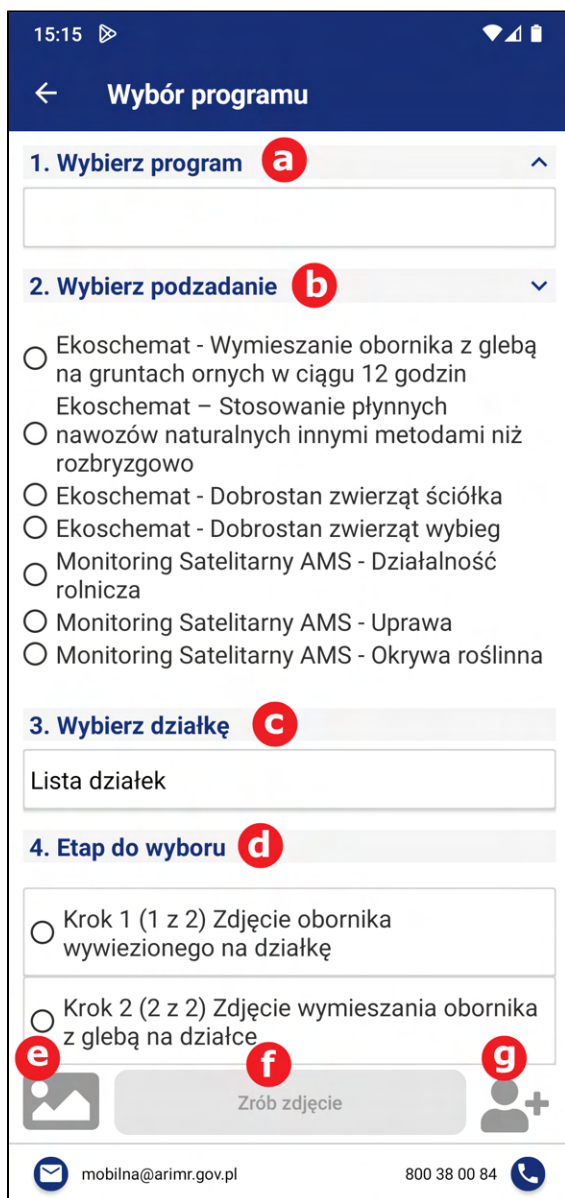 15:15
Wybór programu
1. Wybierz program a
2. Wybierz podzadanie b
Ekoschemat - Wymieszanie obornika z glebą
na gruntach ornych w ciągu 12 godzin
Ekoschemat – Stosowanie płynnych
nawozów naturalnych innymi metodami niż
rozbryzgowo
Ekoschemat - Dobrostan zwierząt ściółka
Ekoschemat - Dobrostan zwierząt wybieg
Monitoring Satelitarny AMS - Działalność
rolnicza
Monitoring Satelitarny AMS - Uprawa
Monitoring Satelitarny AMS - Okrywa roślinna
3. Wybierz działkę c
Lista działek
4. Etap do wyboru d
Krok 1 (1 z 2) Zdjęcie obornika
wywiezionego na działkę
Krok 2 (2 z 2) Zdjęcie wymieszania obornika
z glebą na działce
e f g
Zrób zdjęcie
mobilna@arimr.gov.pl 800 38 00 84